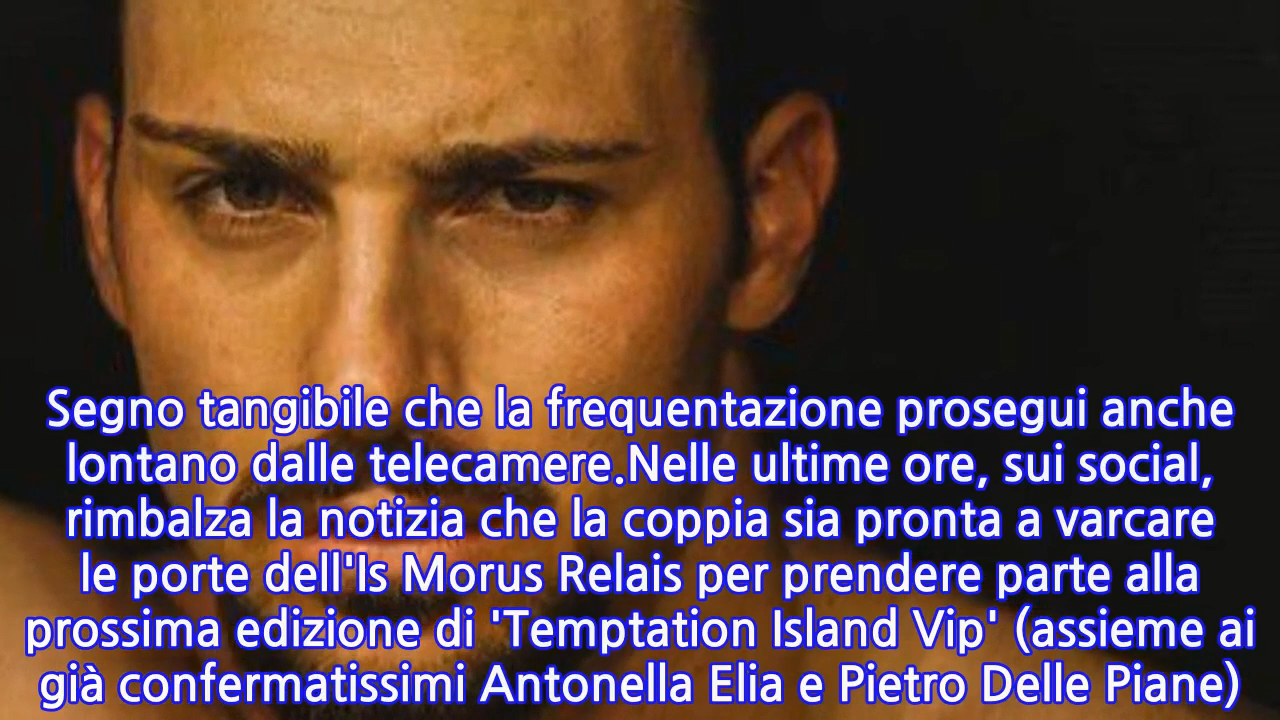 Segno tangibile che la frequentazione prosegui anche
lontano dalle telecamere.Nelle ultime ore, sui social,
rimbalza la notizia che la coppia sia pronta a varcare
le porte dell'Is Morus Relais per prendere parte alla
prossima edizione di 'Temptation Island Vip' (assieme ai
già confermatissimi Antonella Elia e Pietro Delle Piane)